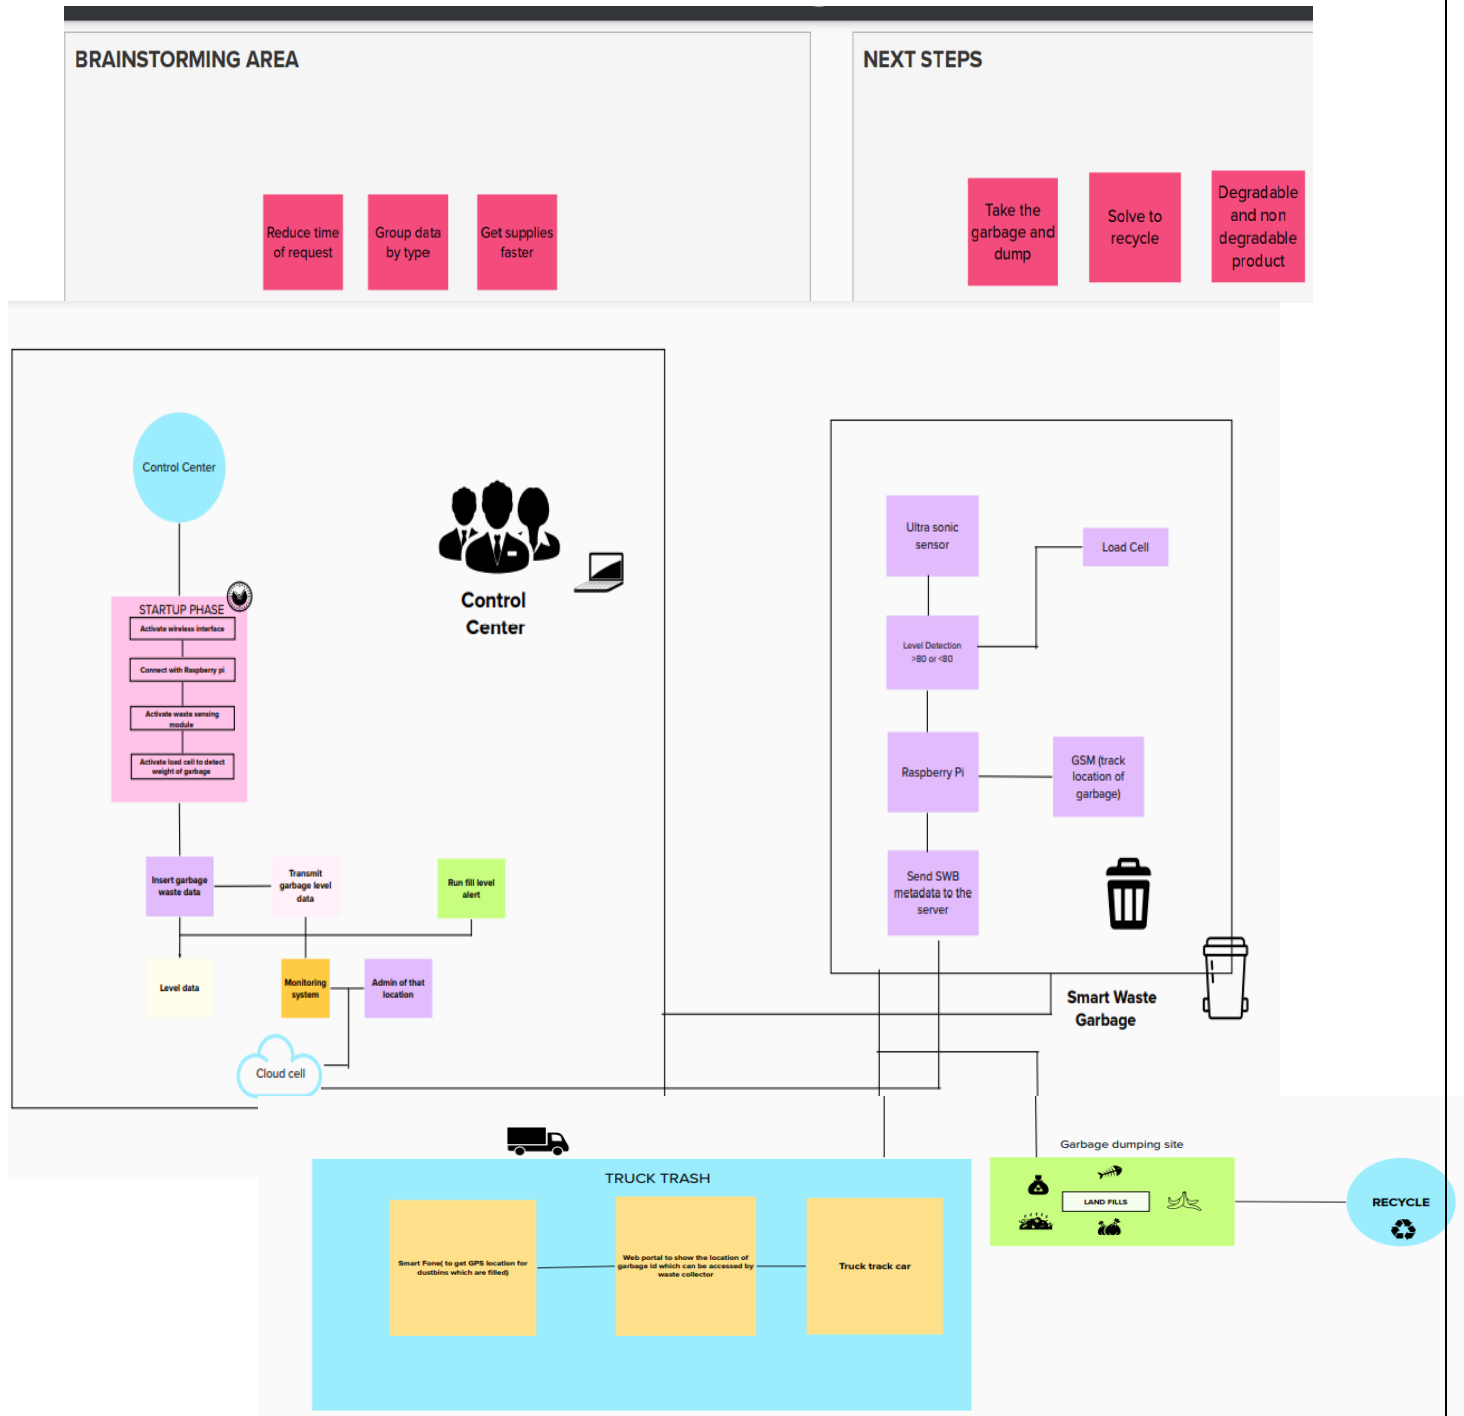 BRAINSTORMING AREA
NEXT STEPS
Reduce time
of request
Group data
by type
Get supplies
faster
Take the
garbage and
dump
Solve to
recycle
Degradable
and non
degradable
product
Control Center
STARTUP PHASE
Activate wireless interface
Connect with Raspberry pi
Activate waste sensing
module
Activate load cell to detect
weight of garbage
Control
Center
Insert garbage
waste data
Transmit
garbage level
data
Run fill level
alert
Level data
Monitoring
system
Admin of that
location
Cloud cell
Ultra sonic
sensor
Load Cell
Level Detection
>80 or <80
Raspberry Pi
GSM (track
location of
garbage)
Send SWB
metadata to the
server
Smart Waste
Garbage
TRUCK TRASH
Smart Fone( to get GPS location for
dustbins which are filled)
Web portal to show the location of
garbage id which can be accessed by
waste collector
Truck track car
Garbage dumping site
LAND FILLS
RECYCLE